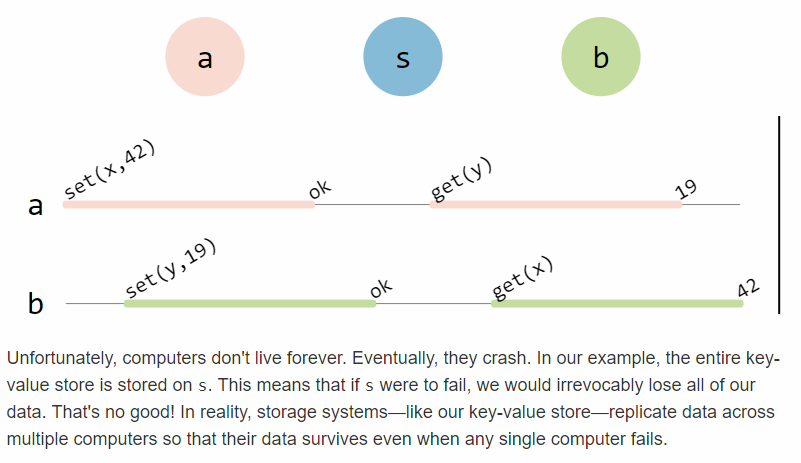 a s b
set(x,42) ok get(y) 19
a
set(y,19) ok get(x) 42
b
Unfortunately, computers don't live forever. Eventually, they crash. In our example, the entire key-
value store is stored on s. This means that if s were to fail, we would irrevocably lose all of our
data. That's no good! In reality, storage systems—like our key-value store—replicate data across
multiple computers so that their data survives even when any single computer fails.